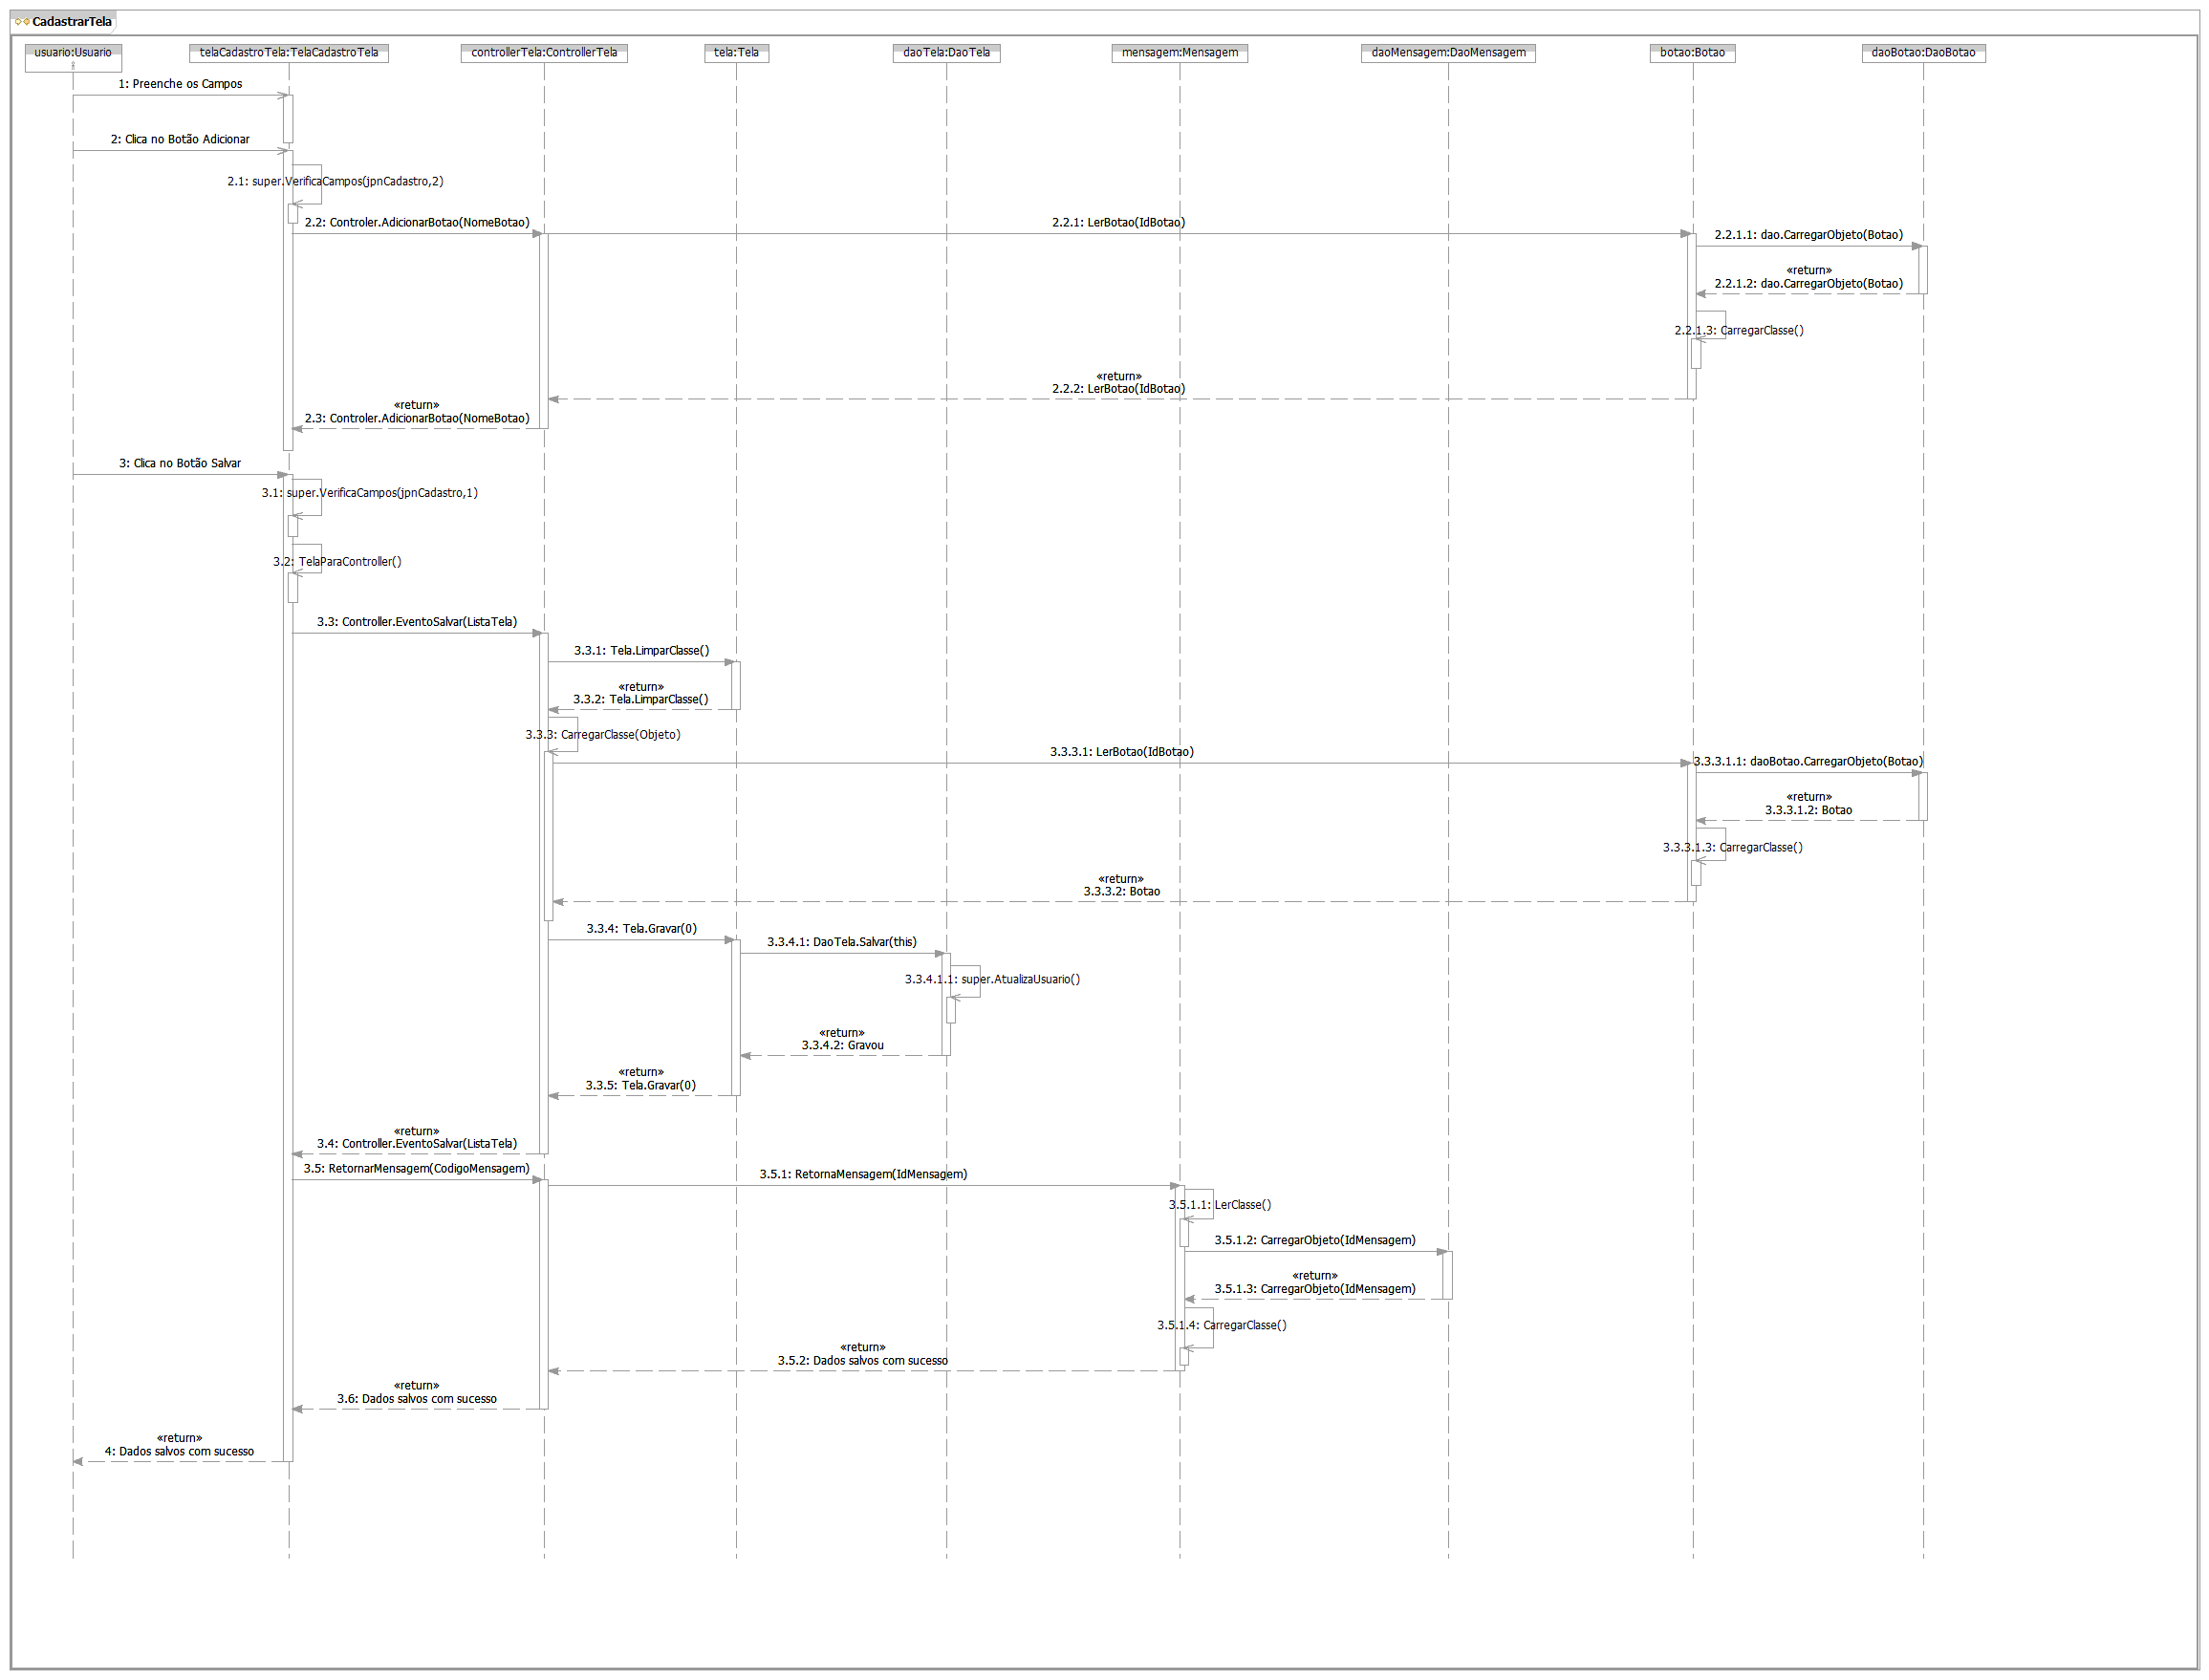 CadastrarTela
usuario:Usuario
telaCadastroTela:TelaCadastroTela
controllerTela:ControllerTela
tela:Tela
daoTela:DaoTela
mensagem:Mensagem
daoMensagem:DaoMensagem
botao:Botao
daoBotao:DaoBotao
1: Preenche os Campos
2: Clica no Botão Adicionar
2.1: super.VerificaCampos(jpnCadastro,2)
2.2: Controler.AdicionarBotao(NomeBotao)
2.2.1: LerBotao(IdBotao)
2.2.1.1: dao.CarregarObjeto(Botao)
«return»
2.2.1.2: dao.CarregarObjeto(Botao)
2.2.1.3: CarregarClasse()
«return»
2.2.2: LerBotao(IdBotao)
«return»
2.3: Controler.AdicionarBotao(NomeBotao)
3: Clica no Botão Salvar
3.1: super.VerificaCampos(jpnCadastro,1)
3.2: TelaParaController()
3.3: Controller.EventoSalvar(ListaTela)
3.3.1: Tela.LimparClasse()
«return»
3.3.2: Tela.LimparClasse()
3.3.3: CarregarClasse(Objeto)
3.3.3.1: LerBotao(IdBotao)
3.3.3.1.1: daoBotao.CarregarObjeto(Botao)
«return»
3.3.3.1.2: Botao
3.3.3.1.3: CarregarClasse()
«return»
3.3.3.2: Botao
3.3.4: Tela.Gravar(0)
3.3.4.1: DaoTela.Salvar(this)
3.3.4.1.1: super.AtualizaUsuario()
«return»
3.3.4.2: Gravou
«return»
3.3.5: Tela.Gravar(0)
«return»
3.4: Controller.EventoSalvar(ListaTela)
3.5: RetornarMensagem(CodigoMensagem)
3.5.1: RetornaMensagem(IdMensagem)
3.5.1.1: LerClasse()
3.5.1.2: CarregarObjeto(IdMensagem)
«return»
3.5.1.3: CarregarObjeto(IdMensagem)
3.5.1.4: CarregarClasse()
«return»
3.5.2: Dados salvos com sucesso
«return»
3.6: Dados salvos com sucesso
«return»
4: Dados salvos com sucesso